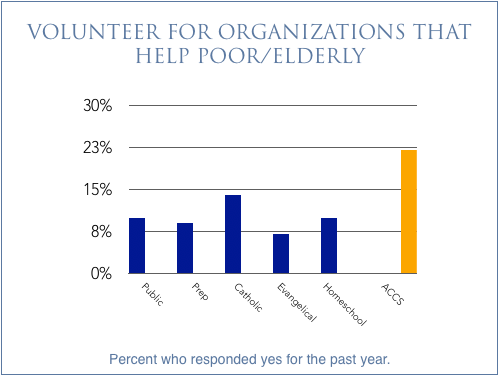 VOLUNTEER FOR ORGANIZATIONS THAT
HELP POOR/ELDERLY
30%
23%
15%
8%
0%
Public
Prep
Catholic
Evangelical
Homeschool
ACCS
Percent who responded yes for the past year.